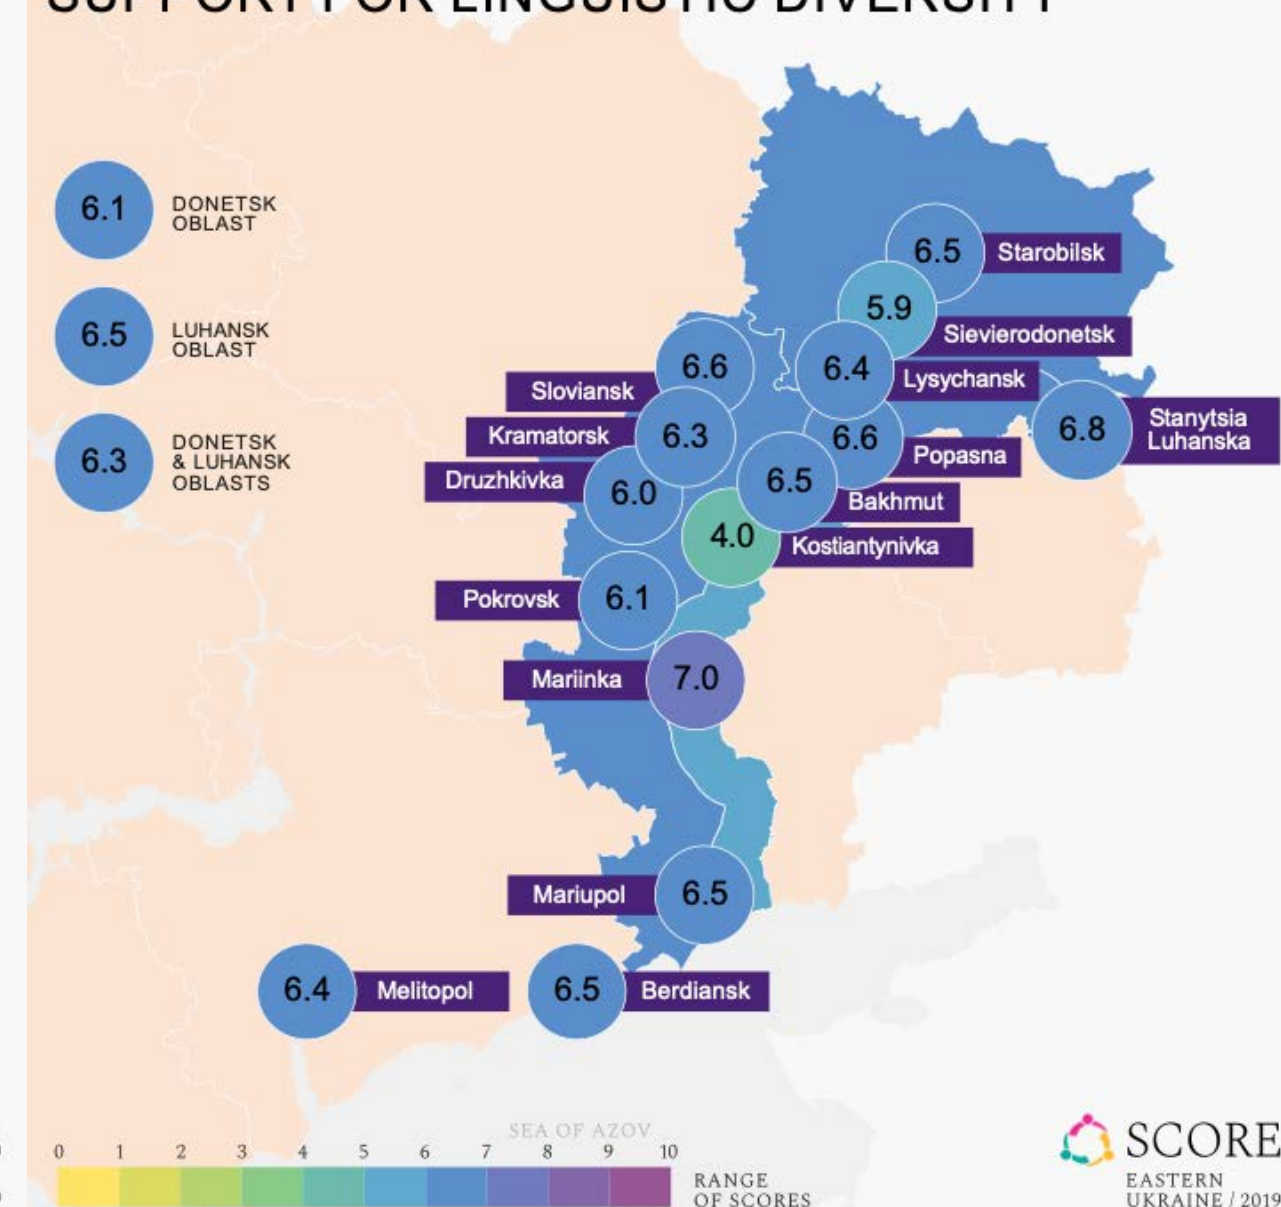 SUPPORT FOR LINGUISTIC DIVERSITY
6.1
DONETSK
OBLAST
6.5
LUHANSK
OBLAST
6.3
DONETSK
& LUHANSK
OBLASTS
6.5 Starobilsk
5.9 Sievierodonetsk
6.4 Lysychansk
Sloviansk 6.6
Kramatorsk 6.3
Druzhkivka 6.0
6.6 Popasna
6.8
Stanytsia
Luhanska
6.5 Bakhmut
4.0 Kostiantynivka
Pokrovsk 6.1
Mariinka 7.0
Mariupol 6.5
6.4 Melitopol
6.5 Berdiansk
SEA OF AZOV
0 1 2 3 4 5 6 7 8 9 10
RANGE
OF SCORES
SCORE
EASTERN
UKRAINE / 2019